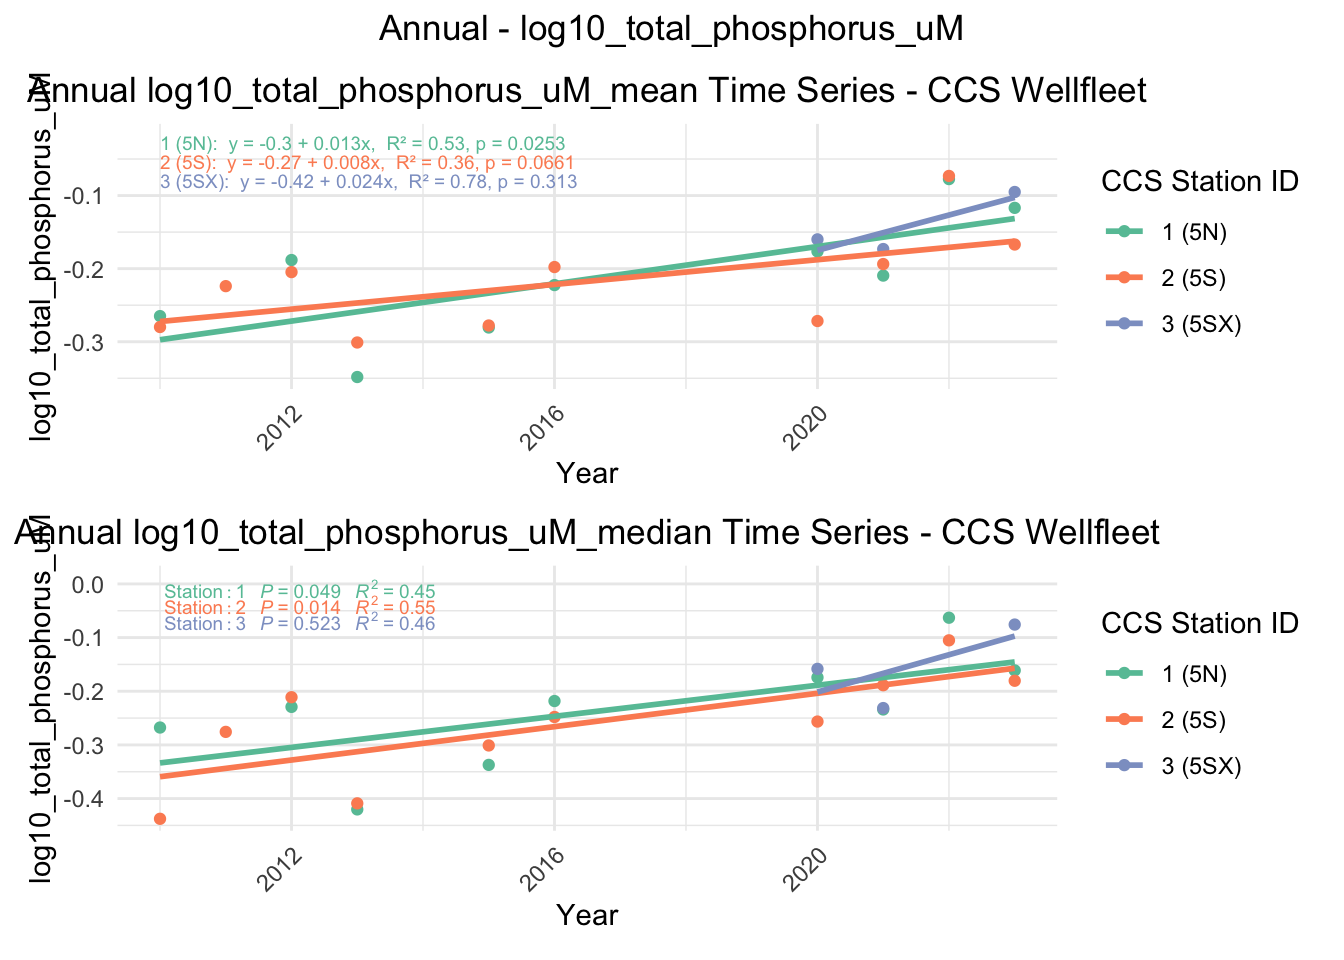 Annual - log10_total_phosphorus_uM
Annual log10_total_phosphorus_uM_mean Time Series - CCS Wellfleet
log10_total_phosphorus_uM
1 (5N):  y = -0.3 + 0.013x,  R² = 0.53, p = 0.0253
2 (5S):  y = -0.27 + 0.008x,  R² = 0.36, p = 0.0661
3 (5SX):  y = -0.42 + 0.024x,  R² = 0.78, p = 0.313
-0.1
-0.2
-0.3
2012
2016
2020
Year
CCS Station ID
1 (5N)
2 (5S)
3 (5SX)
Annual log10_total_phosphorus_uM_median Time Series - CCS Wellfleet
log10_total_phosphorus_uM
Station : 1  P = 0.049  R² = 0.45
Station : 2  P = 0.014  R² = 0.55
Station : 3  P = 0.523  R² = 0.46
0.0
-0.1
-0.2
-0.3
-0.4
2012
2016
2020
Year
CCS Station ID
1 (5N)
2 (5S)
3 (5SX)